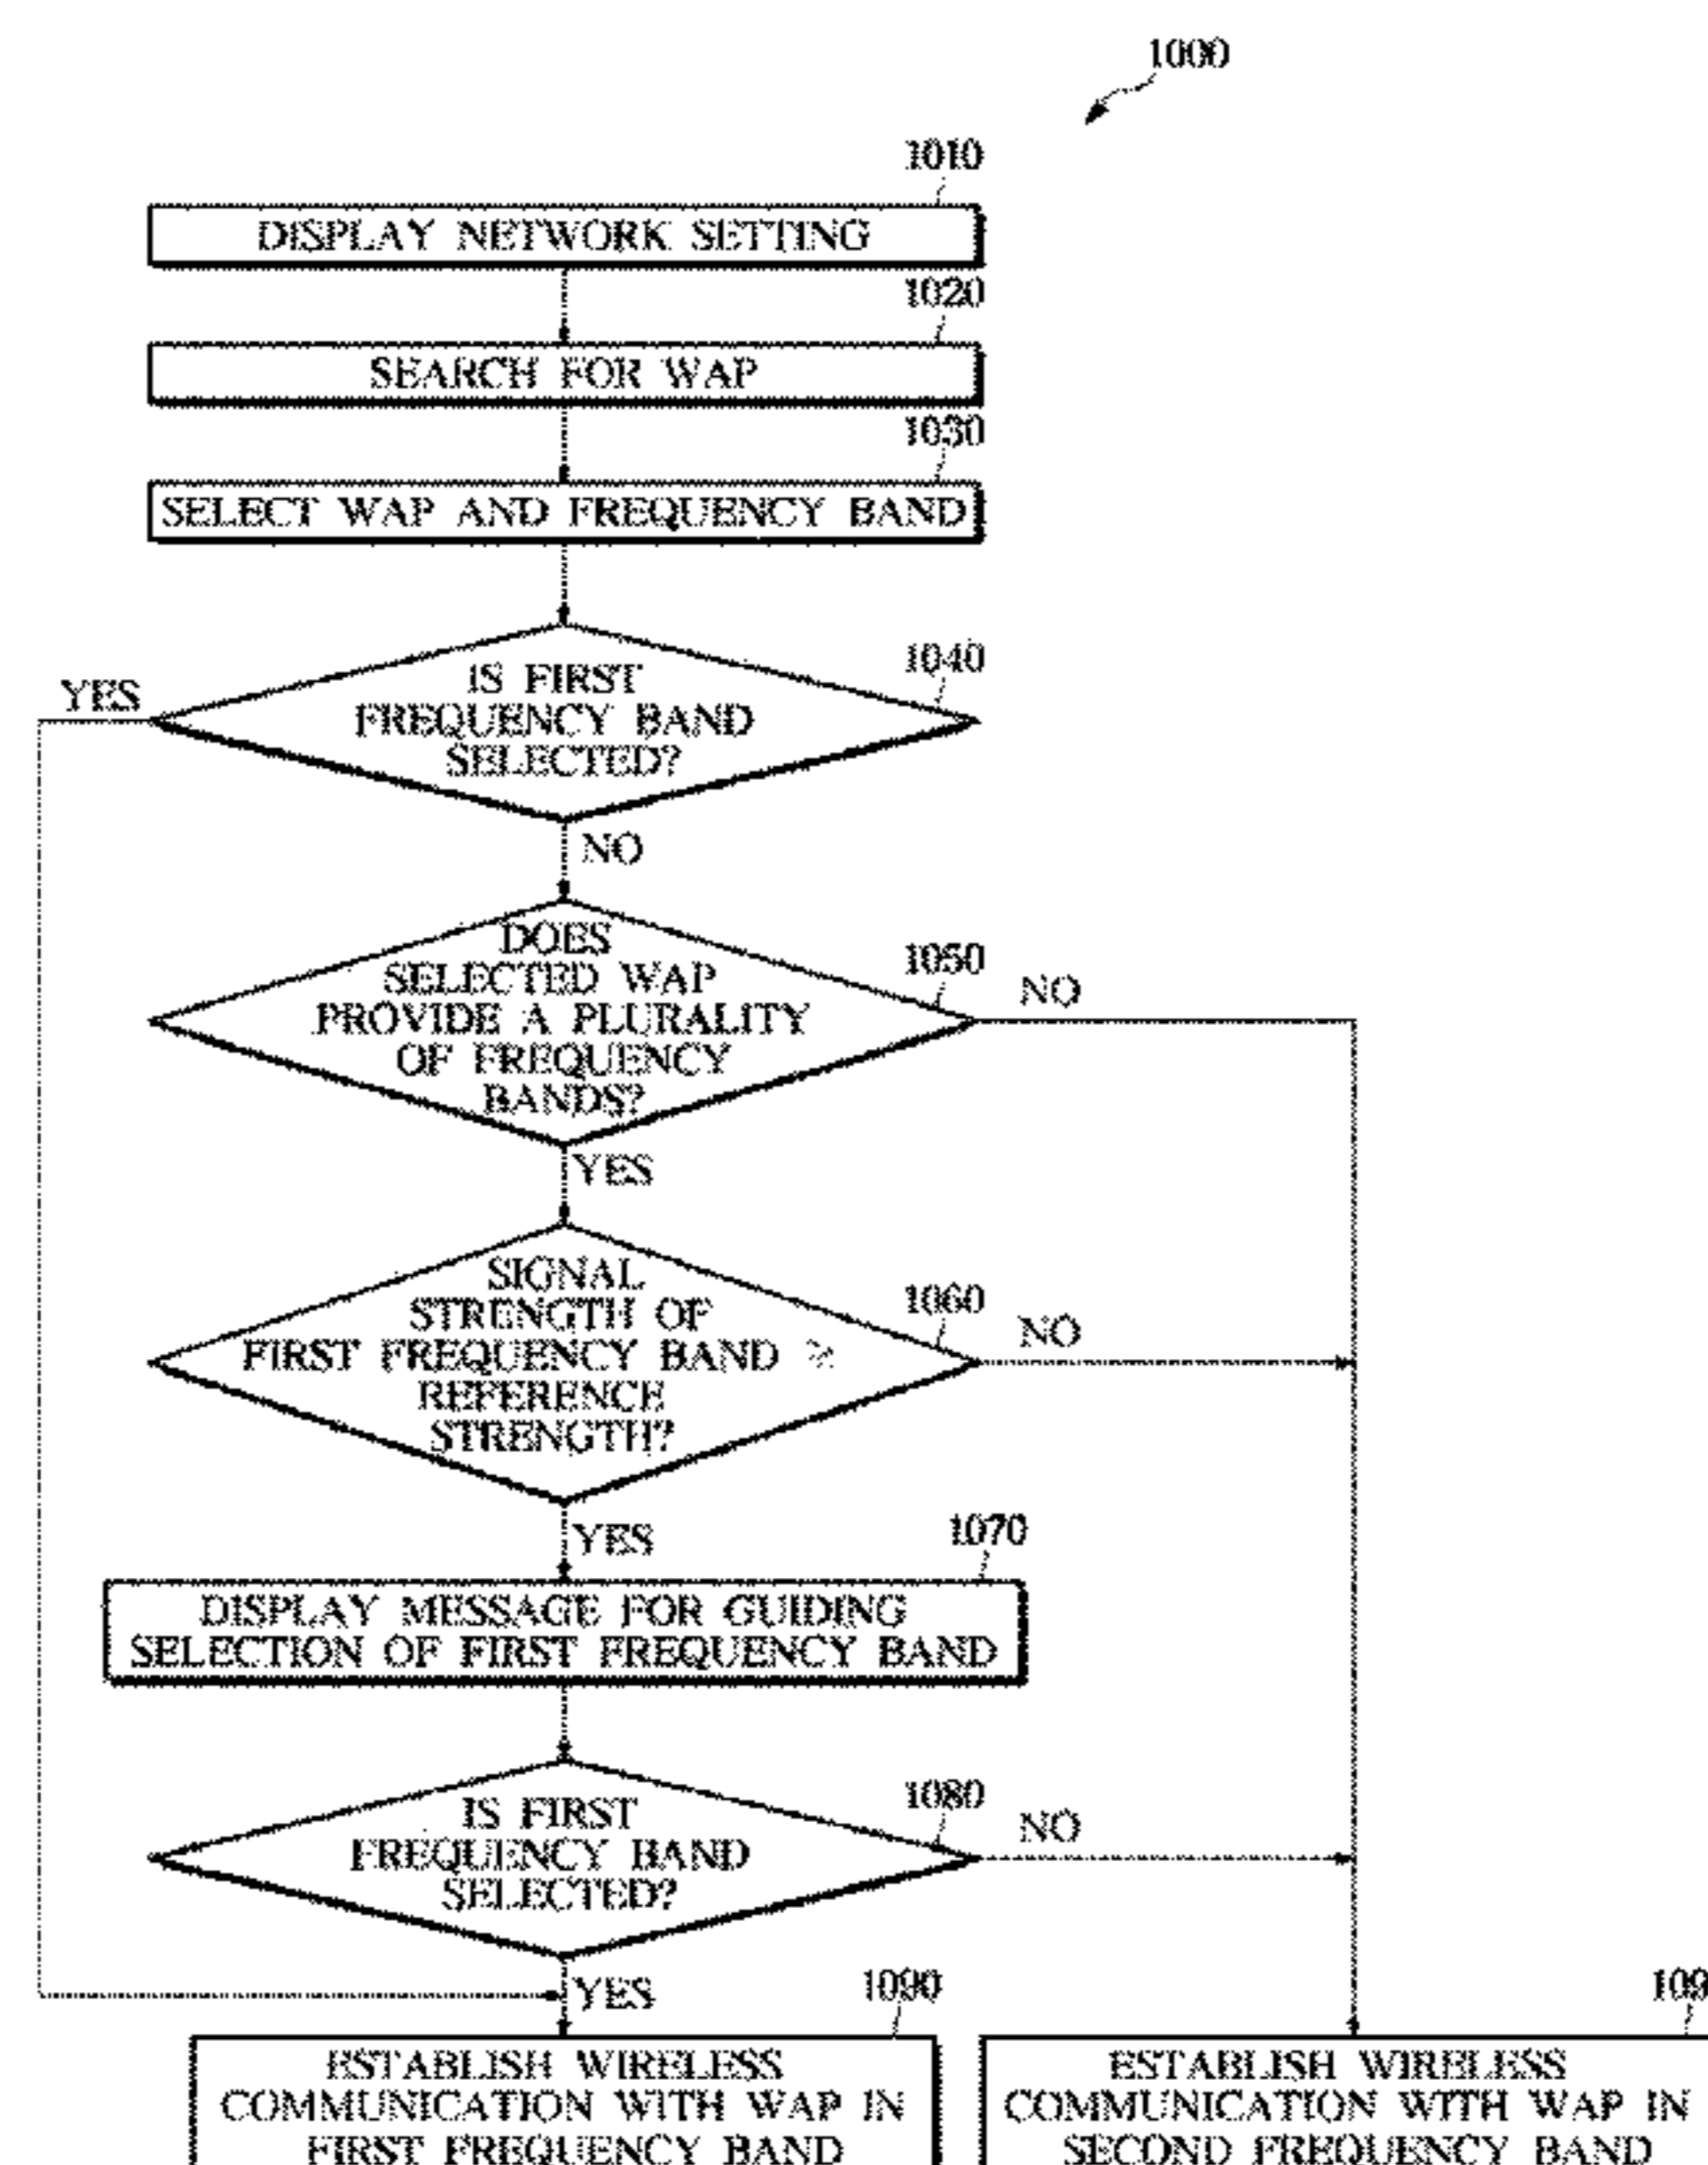 1000
1010
DISPLAY NETWORK SETTING
1020
SEARCH FOR WAP
1030
SELECT WAP AND FREQUENCY BAND
1040
YES
IS FIRST
FREQUENCY BAND
SELECTED?
NO
DOES
SELECTED WAP
PROVIDE A PLURALITY
OF FREQUENCY
BANDS?
1050
NO
YES
SIGNAL
STRENGTH OF
FIRST FREQUENCY BAND ≥
REFERENCE
STRENGTH?
1060
NO
YES
1070
DISPLAY MESSAGE FOR GUIDING
SELECTION OF FIRST FREQUENCY BAND
1080
IS FIRST
FREQUENCY BAND
SELECTED?
NO
YES
1090
ESTABLISH WIRELESS
COMMUNICATION WITH WAP IN
FIRST FREQUENCY BAND
109
ESTABLISH WIRELESS
COMMUNICATION WITH WAP IN
SECOND FREQUENCY BAND